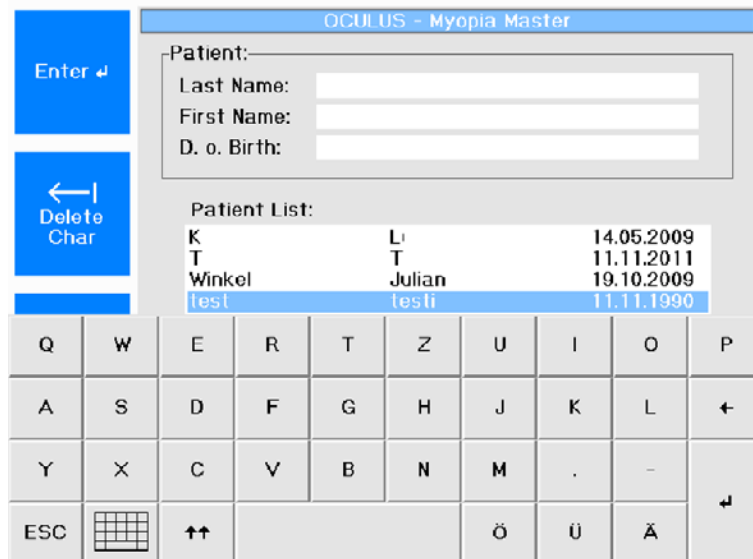 OCULUS - Myopia Master
Enter ↵
Patient:
Last Name:
First Name:
D. o. Birth:
Delete
Char
Patient List:
K 14.05.2009
T T 11.11.2011
Winkel Julian 19.10.2009
test testi 11.11.1990
Q W E R T Z U I O P
A S D F G H J K L ←
Y X C V B N M . - ↵
ESC ↑↑ Ö Ü Ä